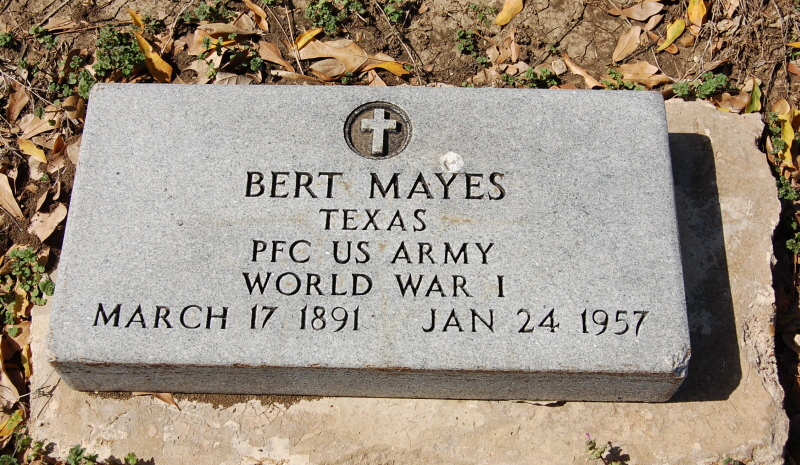 BERT MAYES
TEXAS
PFC US ARMY
WORLD WAR I
MARCH 17 1891 JAN 24 1957